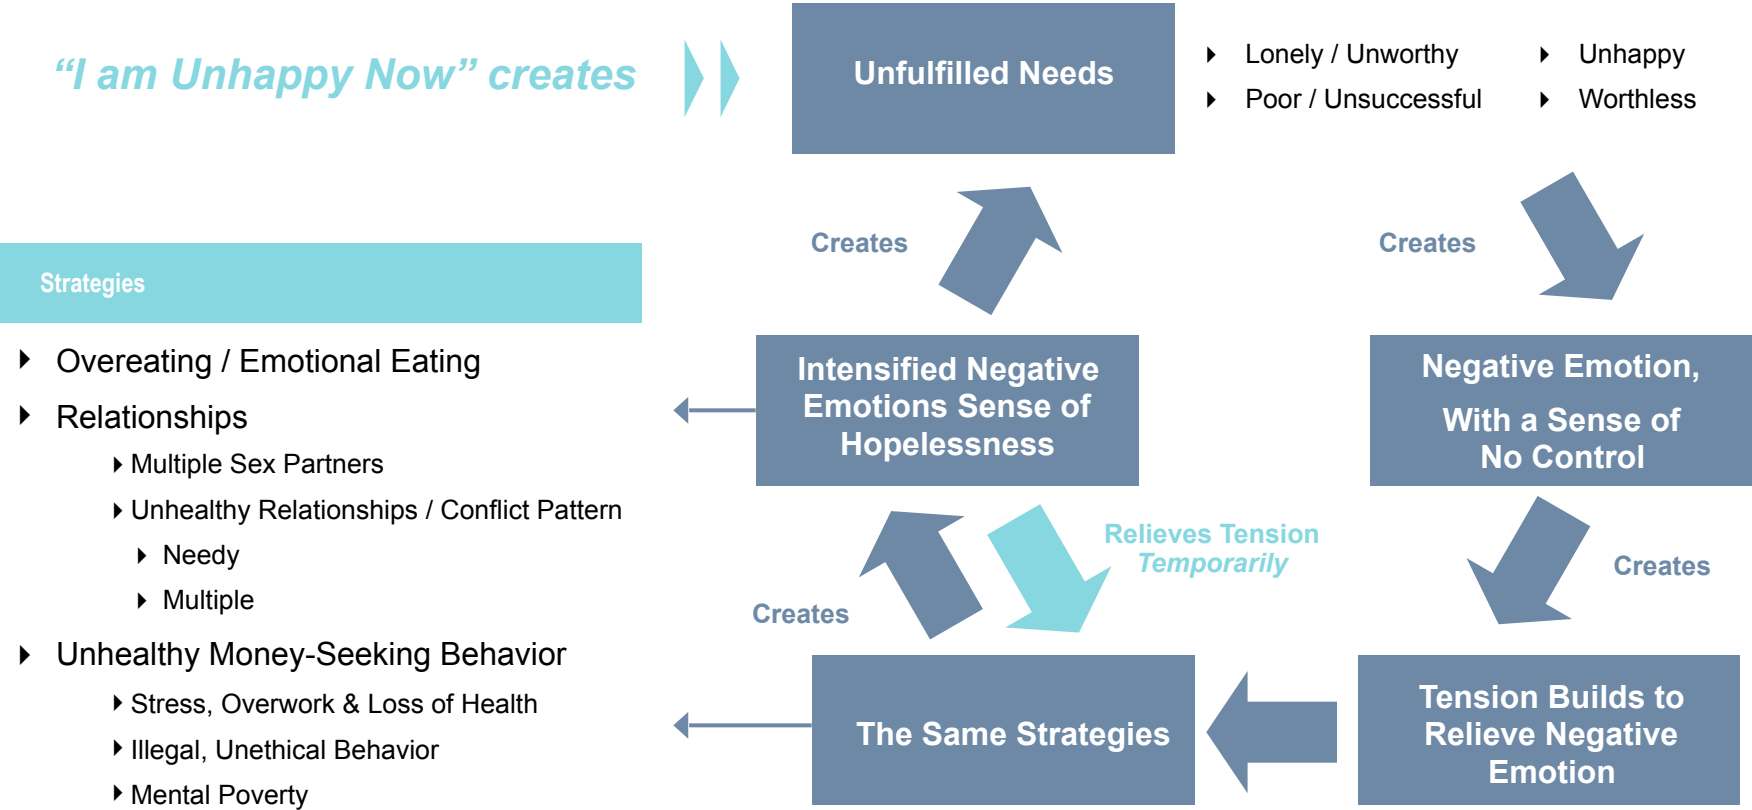 “I am Unhappy Now” creates
Unfulfilled Needs
Lonely / Unworthy
Poor / Unsuccessful
Unhappy
Worthless
Creates
Creates
Strategies
Overeating / Emotional Eating
Relationships
Multiple Sex Partners
Unhealthy Relationships / Conflict Pattern
Needy
Multiple
Unhealthy Money-Seeking Behavior
Stress, Overwork & Loss of Health
Illegal, Unethical Behavior
Mental Poverty
Intensified Negative
Emotions Sense of
Hopelessness
Negative Emotion,
With a Sense of
No Control
Relieves Tension
Temporarily
Creates
Creates
The Same Strategies
Tension Builds to
Relieve Negative
Emotion